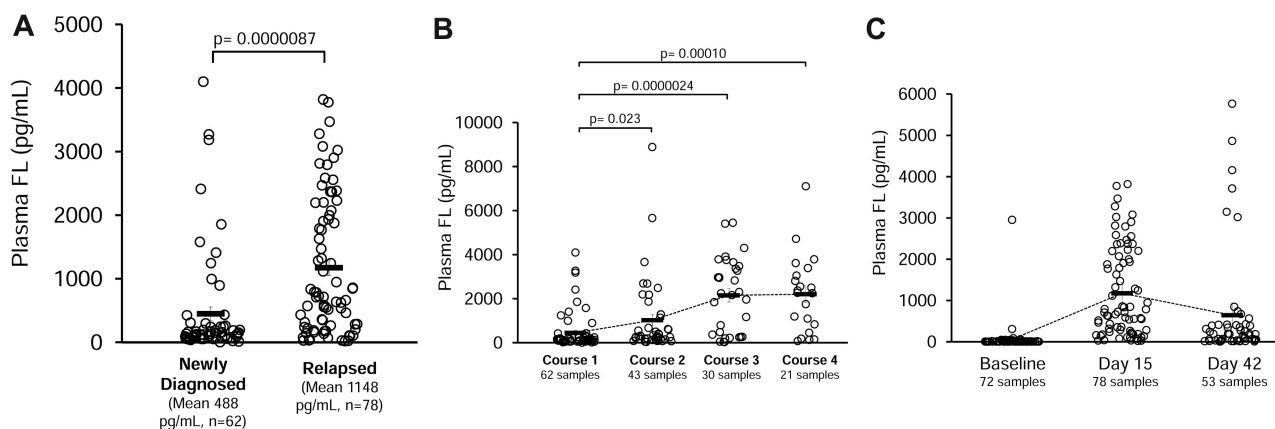 A
Plasma FL (pg/mL)
5000
4000
3000
2000
1000
0
p= 0.0000087
Newly
Diagnosed
(Mean 488
pg/mL, n=62)
Relapsed
(Mean 1148
pg/mL, n=78)
B
Plasma FL (pg/mL)
10000
8000
6000
4000
2000
0
p= 0.00010
p= 0.0000024
p= 0.023
Course 1
62 samples
Course 2
43 samples
Course 3
30 samples
Course 4
21 samples
C
Plasma FL (pg/mL)
6000
5000
4000
3000
2000
1000
0
Baseline
72 samples
Day 15
78 samples
Day 42
53 samples